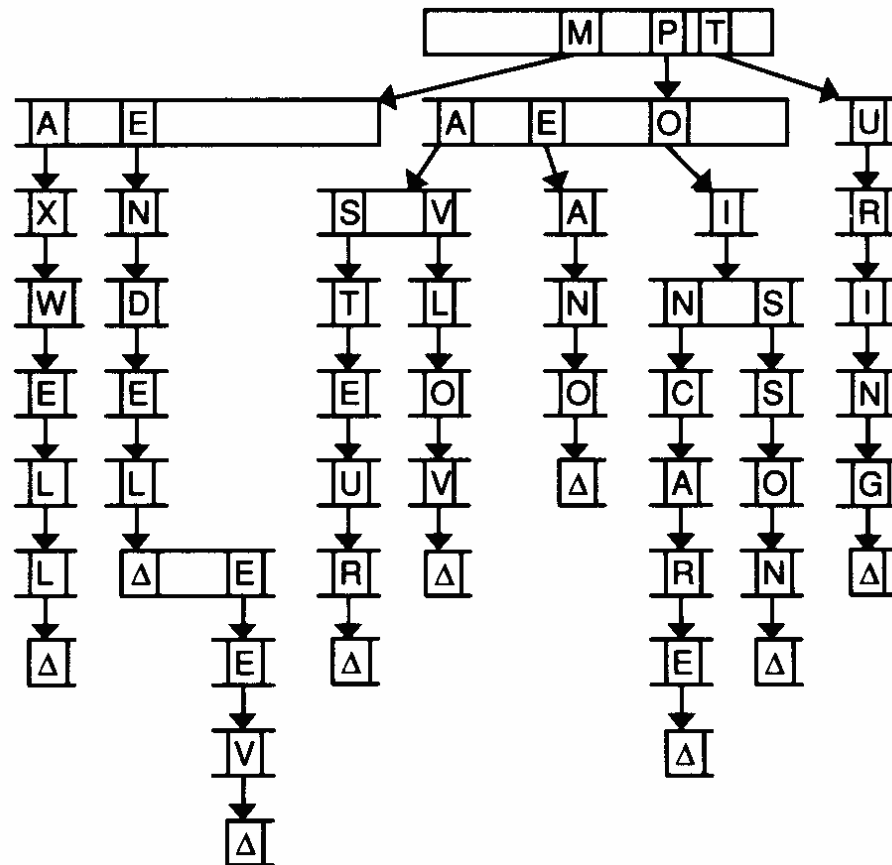 M P T
A E A E O U
X N S V A I R
W D T L N N S I
E E E O O C S N
L L U V Δ A O G
L Δ E R Δ R N Δ
Δ E Δ E Δ
V Δ
Δ